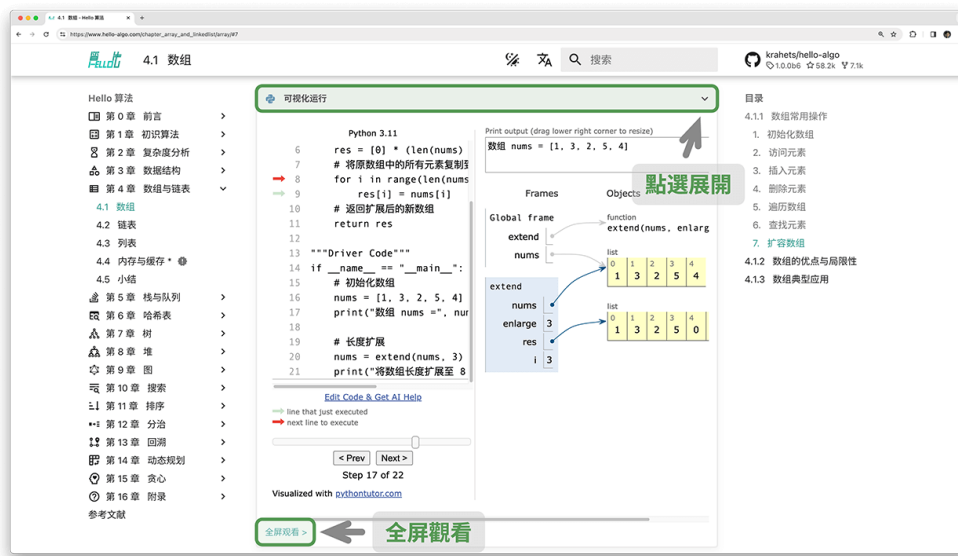 4.1 数组 - Hello 算法
https://www.hello-algo.com/chapter_array_and_linkedlist/array/#7
HELLO算法
4.1 数组
搜索
krahets/hello-algo
1.0.0b6 58.2k 7.1k
Hello 算法
第 0 章 前言
第 1 章 初识算法
第 2 章 复杂度分析
第 3 章 数据结构
第 4 章 数组与链表
4.1 数组
4.2 链表
4.3 列表
4.4 内存与缓存 *
4.5 小结
第 5 章 栈与队列
第 6 章 哈希表
第 7 章 树
第 8 章 堆
第 9 章 图
第 10 章 搜索
第 11 章 排序
第 12 章 分治
第 13 章 回溯
第 14 章 动态规划
第 15 章 贪心
第 16 章 附录
参考文献
可视化运行
點選展開
Python 3.11
6 res = [0] * (len(nums)
7 # 将原数组中的所有元素复制到
8 for i in range(len(nums
9 res[i] = nums[i]
10 # 返回扩展后的新数组
11 return res
12
13 """Driver Code"""
14 if __name__ == "__main__":
15 # 初始化数组
16 nums = [1, 3, 2, 5, 4]
17 print("数组 nums =", nu
18
19 # 长度扩展
20 nums = extend(nums, 3)
21 print("将数组长度扩展至 8
Edit Code & Get AI Help
line that just executed
next line to execute
< Prev Next >
Step 17 of 22
Visualized with pythontutor.com
Print output (drag lower right corner to resize)
数组 nums = [1, 3, 2, 5, 4]
Frames Objects
Global frame
extend
nums
function
extend(nums, enlarg
list
0 1 2 3 4
1 3 2 5 4
extend
nums
enlarge 3
res
i 3
list
0 1 2 3 4
1 3 2 5 0
全屏观看 >
全屏觀看
目录
4.1.1 数组常用操作
1. 初始化数组
2. 访问元素
3. 插入元素
4. 删除元素
5. 遍历数组
6. 查找元素
7. 扩容数组
4.1.2 数组的优点与局限性
4.1.3 数组典型应用